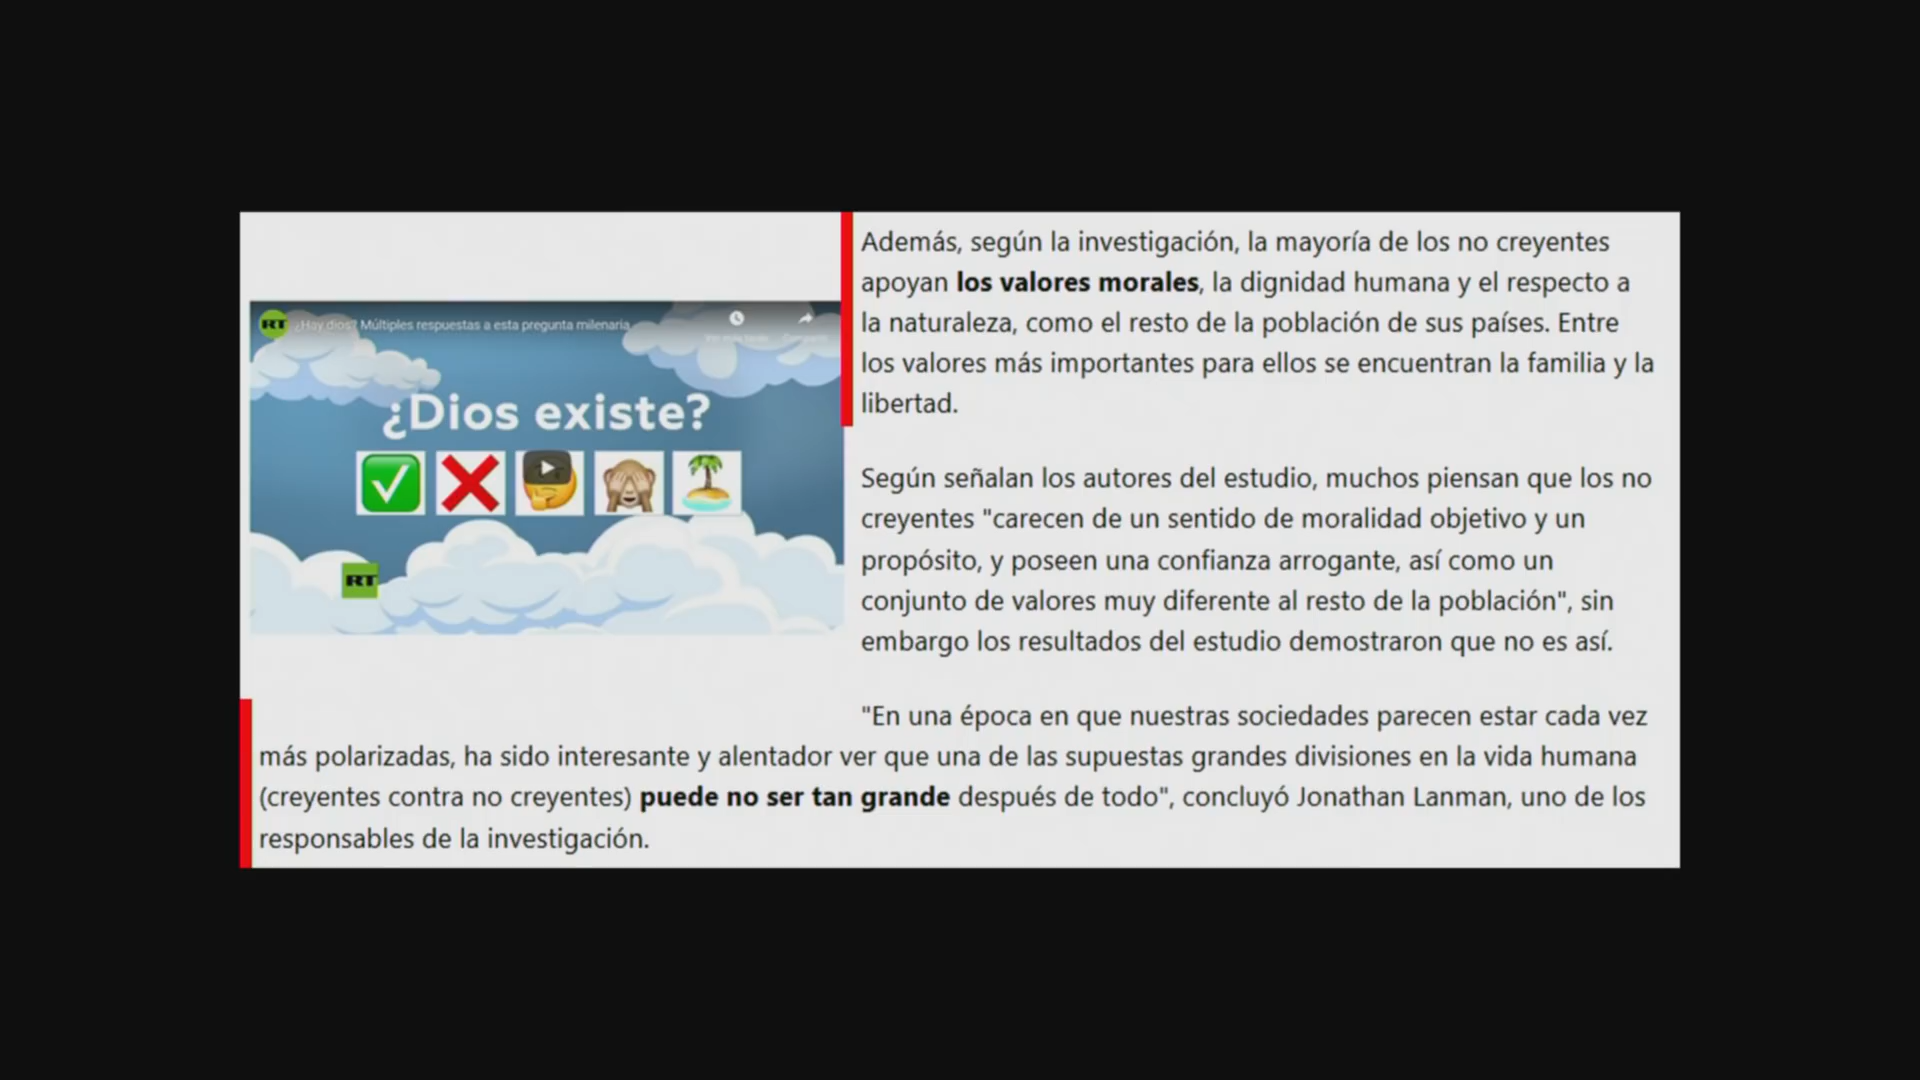 RT ¿Hay dios? Múltiples respuestas a esta pregunta milenaria
¿Dios existe?
RT
Además, según la investigación, la mayoría de los no creyentes
apoyan los valores morales, la dignidad humana y el respecto a
la naturaleza, como el resto de la población de sus países. Entre
los valores más importantes para ellos se encuentran la familia y la
libertad.
Según señalan los autores del estudio, muchos piensan que los no
creyentes "carecen de un sentido de moralidad objetivo y un
propósito, y poseen una confianza arrogante, así como un
conjunto de valores muy diferente al resto de la población", sin
embargo los resultados del estudio demostraron que no es así.
"En una época en que nuestras sociedades parecen estar cada vez
más polarizadas, ha sido interesante y alentador ver que una de las supuestas grandes divisiones en la vida humana
(creyentes contra no creyentes) puede no ser tan grande después de todo", concluyó Jonathan Lanman, uno de los
responsables de la investigación.